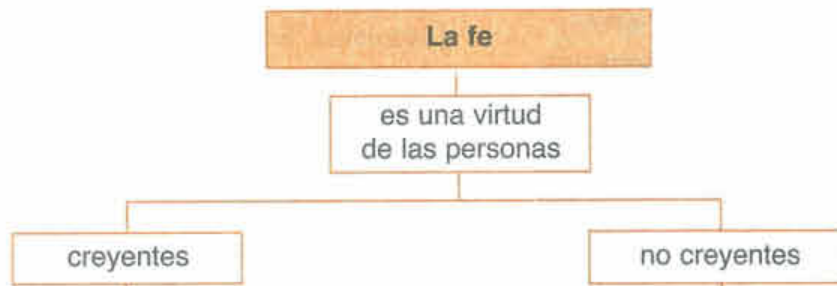 La fe
es una virtud
de las personas
creyentes
no creyentes